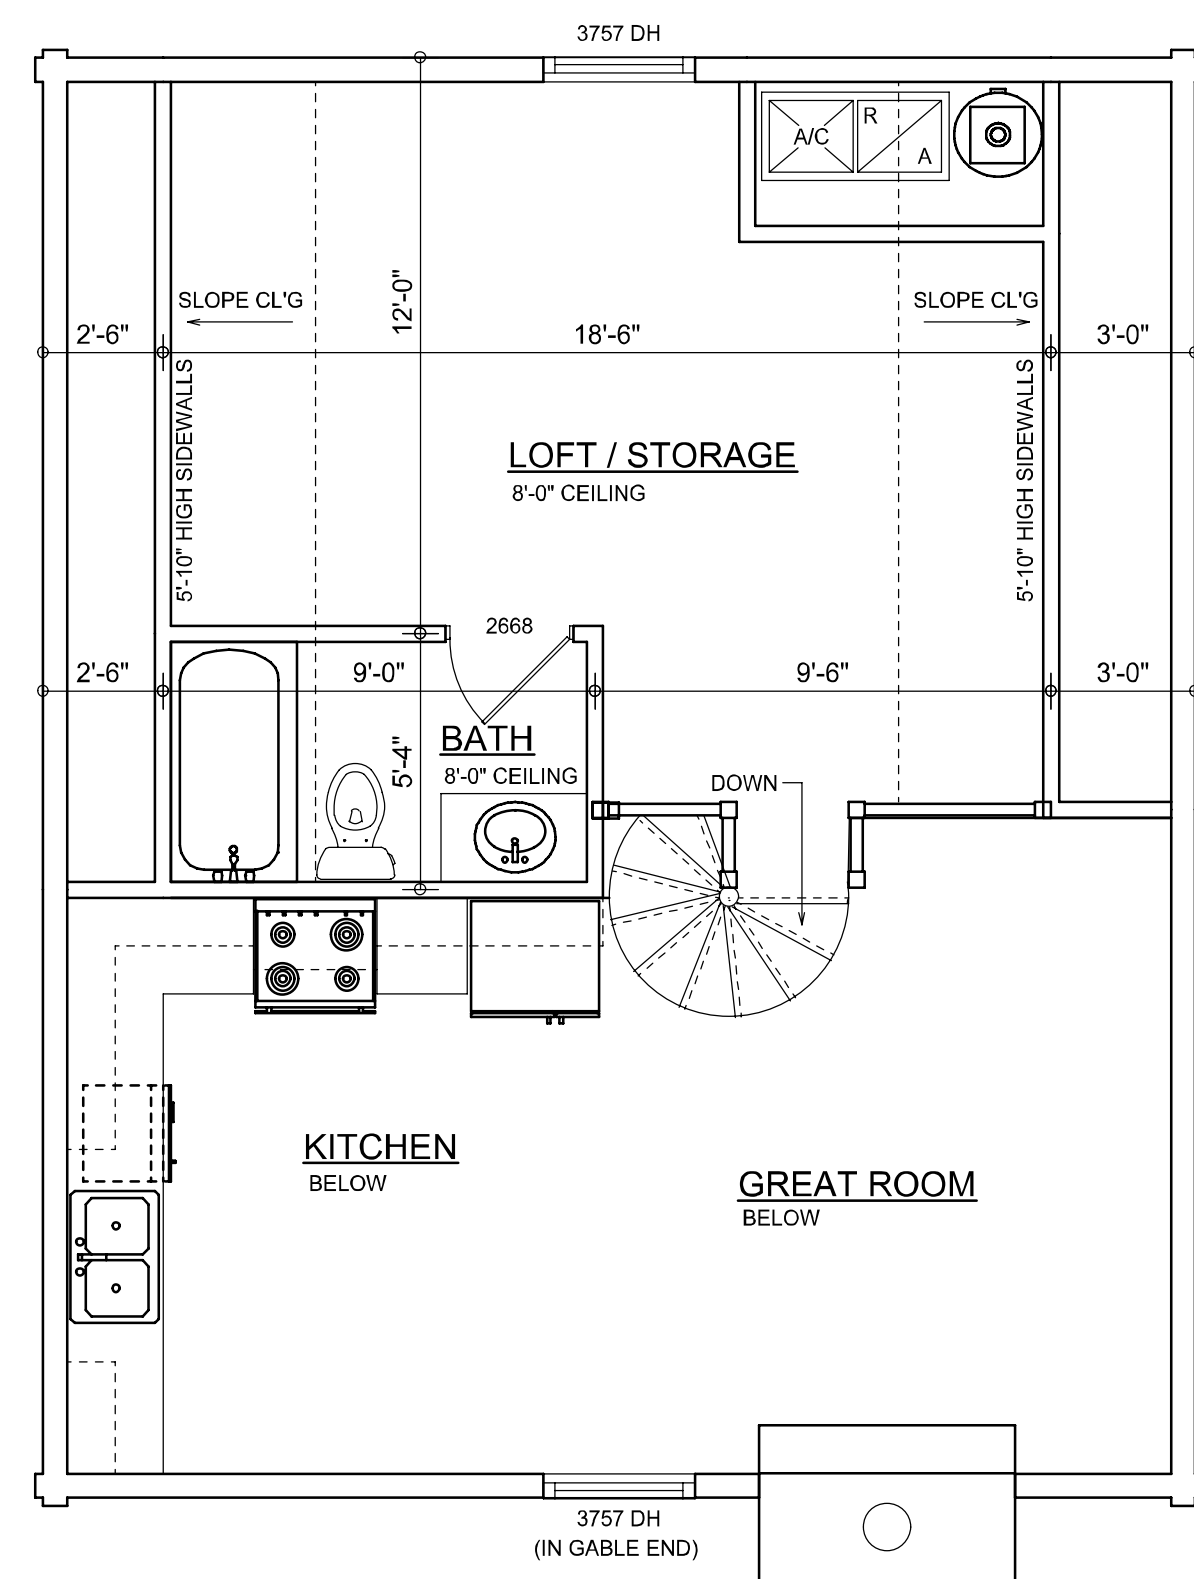 3757 DH
A/C
R
A
SLOPE CL'G
12'-0"
SLOPE CL'G
2'-6"
18'-6"
3'-0"
5'-10" HIGH SIDEWALLS
5'-10" HIGH SIDEWALLS
LOFT / STORAGE
8'-0" CEILING
2668
2'-6"
9'-0"
9'-6"
3'-0"
BATH
5'-4"
8'-0" CEILING
DOWN
KITCHEN
BELOW
GREAT ROOM
BELOW
3757 DH
(IN GABLE END)